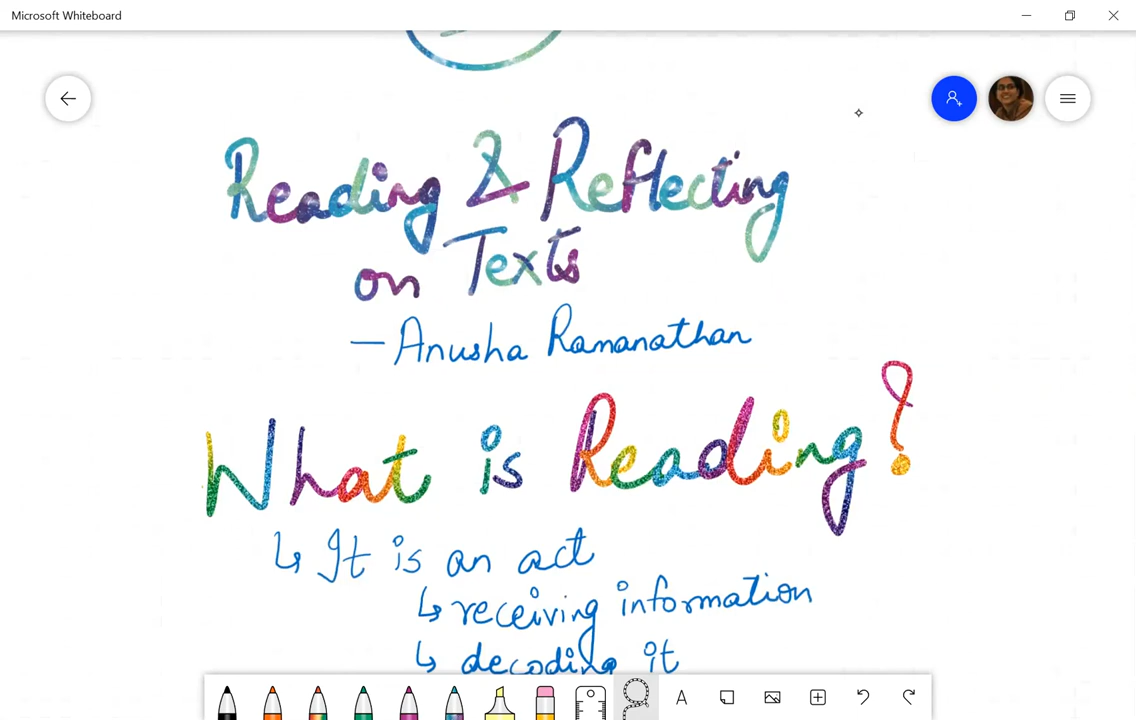 Microsoft Whiteboard
Reading & Reflecting
on Texts
— Anusha Ramanathan
What is Reading?
↳ It is an act
↳ receiving information
↳ decoding it
A